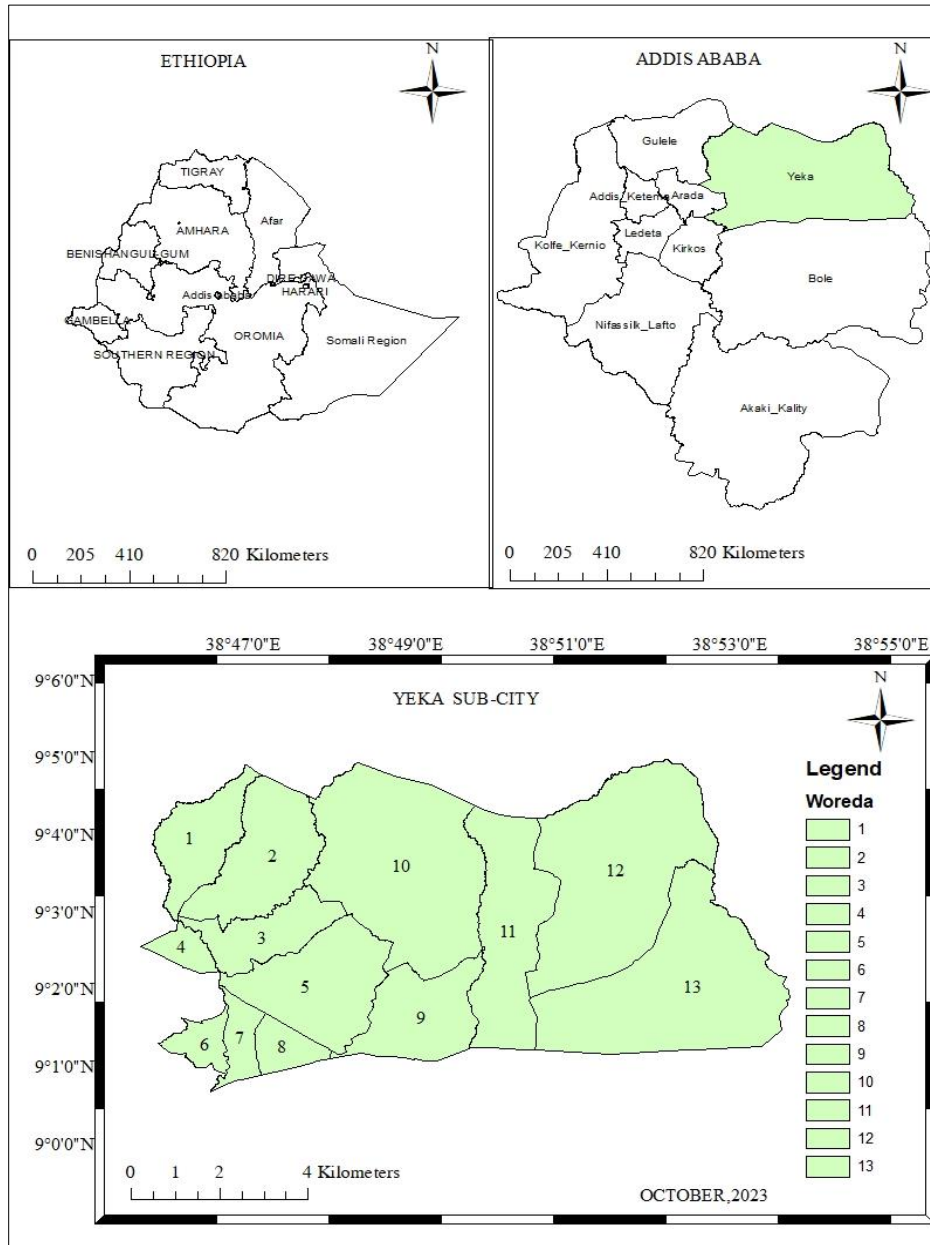 ETHIOPIA
N
TIGRAY
Afar
AMHARA
BENISHANGUL-GUM
DIRE DAWA
HARARI
Addis Ababa
GAMBELLA
OROMIA
Somali Region
SOUTHERN REGION
0 205 410 820 Kilometers
ADDIS ABABA
N
Gulele
Yeka
Addis_Ketema
Arada
Ledeta
Kolfe_Kernio
Kirkos
Bole
Nifassilk_Lafto
Akaki_Kality
0 205 410 820 Kilometers
38°47'0"E 38°49'0"E 38°51'0"E 38°53'0"E 38°55'0"E
9°6'0"N
9°5'0"N
9°4'0"N
9°3'0"N
9°2'0"N
9°1'0"N
9°0'0"N
YEKA SUB-CITY
N
1
2
10
12
3
11
4
5
13
9
6
7
8
Legend
Woreda
1
2
3
4
5
6
7
8
9
10
11
12
13
0 1 2 4 Kilometers
OCTOBER,2023